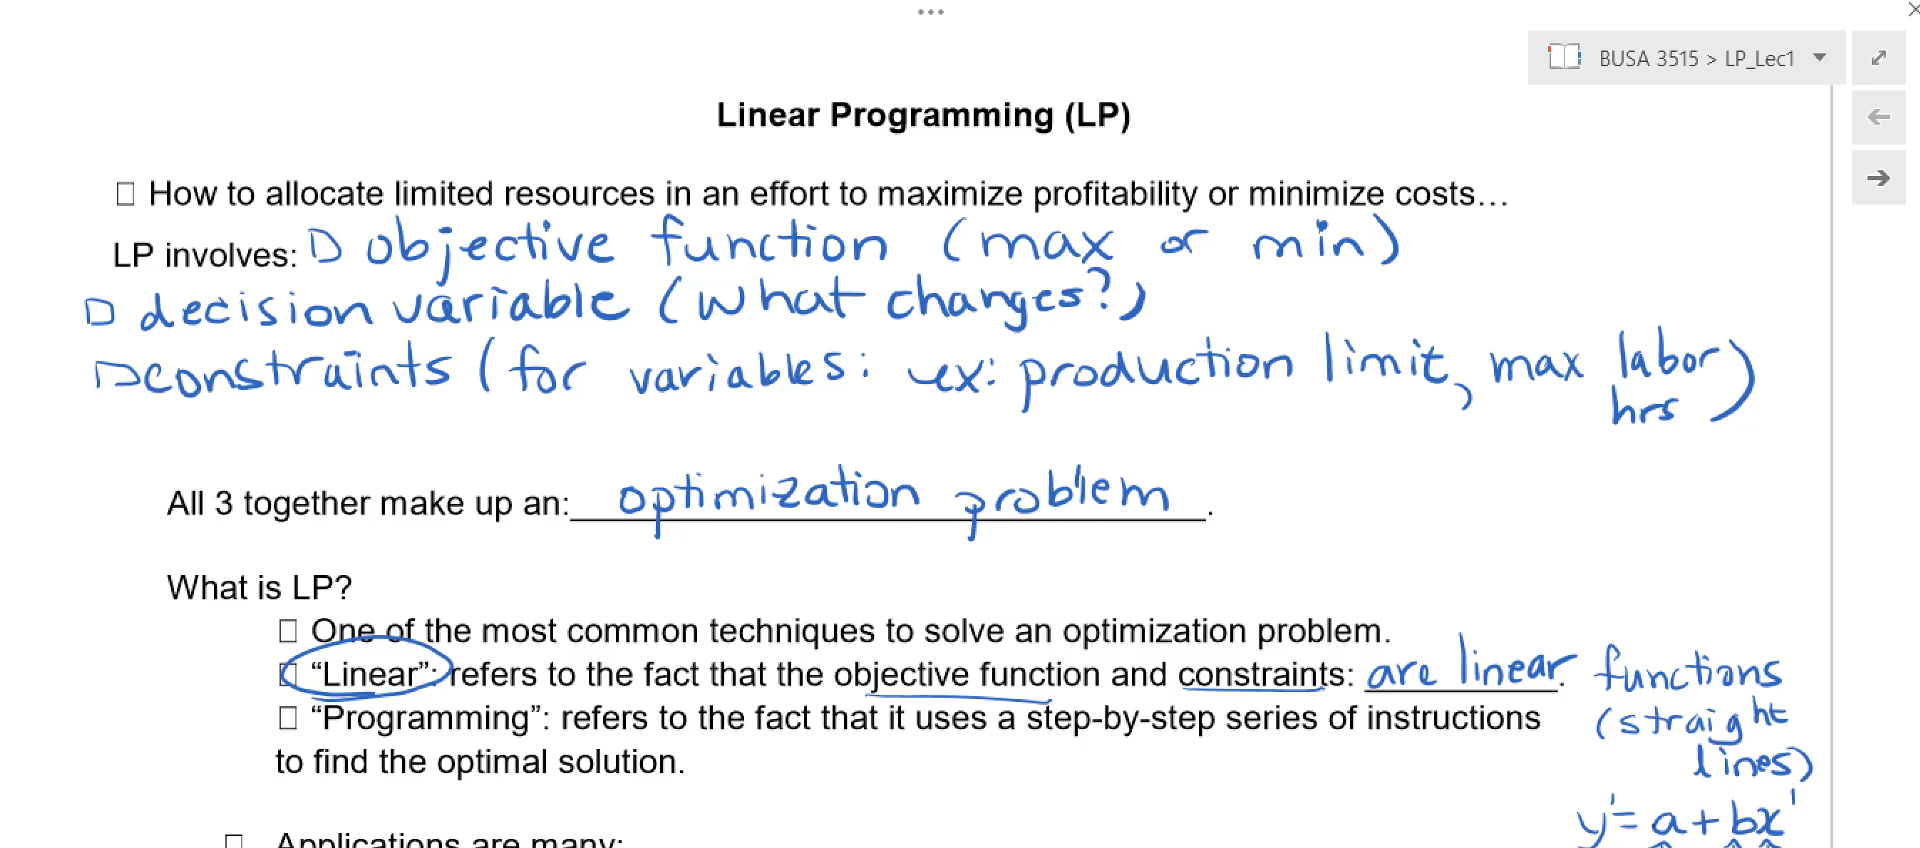 BUSA 3515 > LP_Lec1
Linear Programming (LP)
How to allocate limited resources in an effort to maximize profitability or minimize costs…
LP involves: objective function (max or min)
decision variable (What changes?)
constraints (for variables: ex: production limit, max labor hrs)
All 3 together make up an: optimization problem.
What is LP?
One of the most common techniques to solve an optimization problem.
“Linear”: refers to the fact that the objective function and constraints: are linear. functions
(straight
lines)
“Programming”: refers to the fact that it uses a step-by-step series of instructions
to find the optimal solution.
y' = a + bx'
Applications are many: